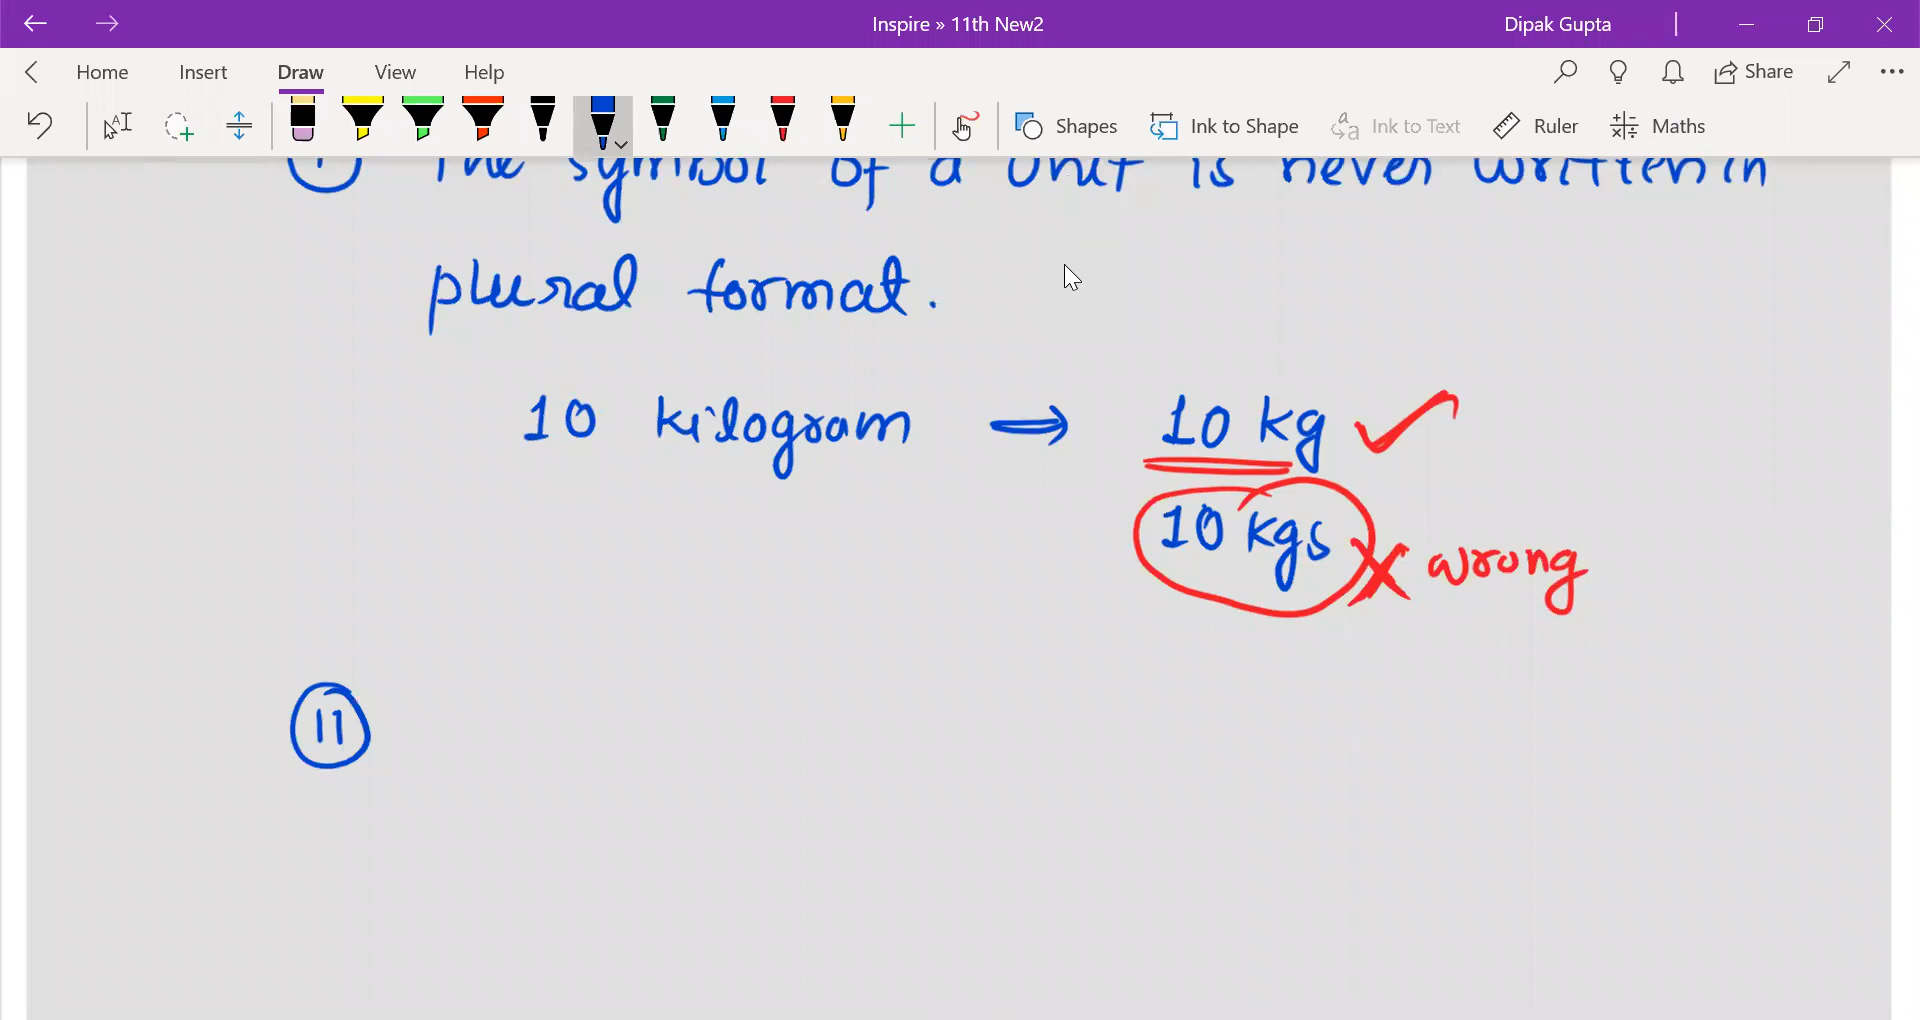 Inspire » 11th New2
Dipak Gupta
Home Insert Draw View Help
Share
Shapes Ink to Shape Ink to Text Ruler Maths
The symbol of a unit is never written in
plural format.
10 kilogram ⇒ 10 kg ✓
10 kgs X wrong
11